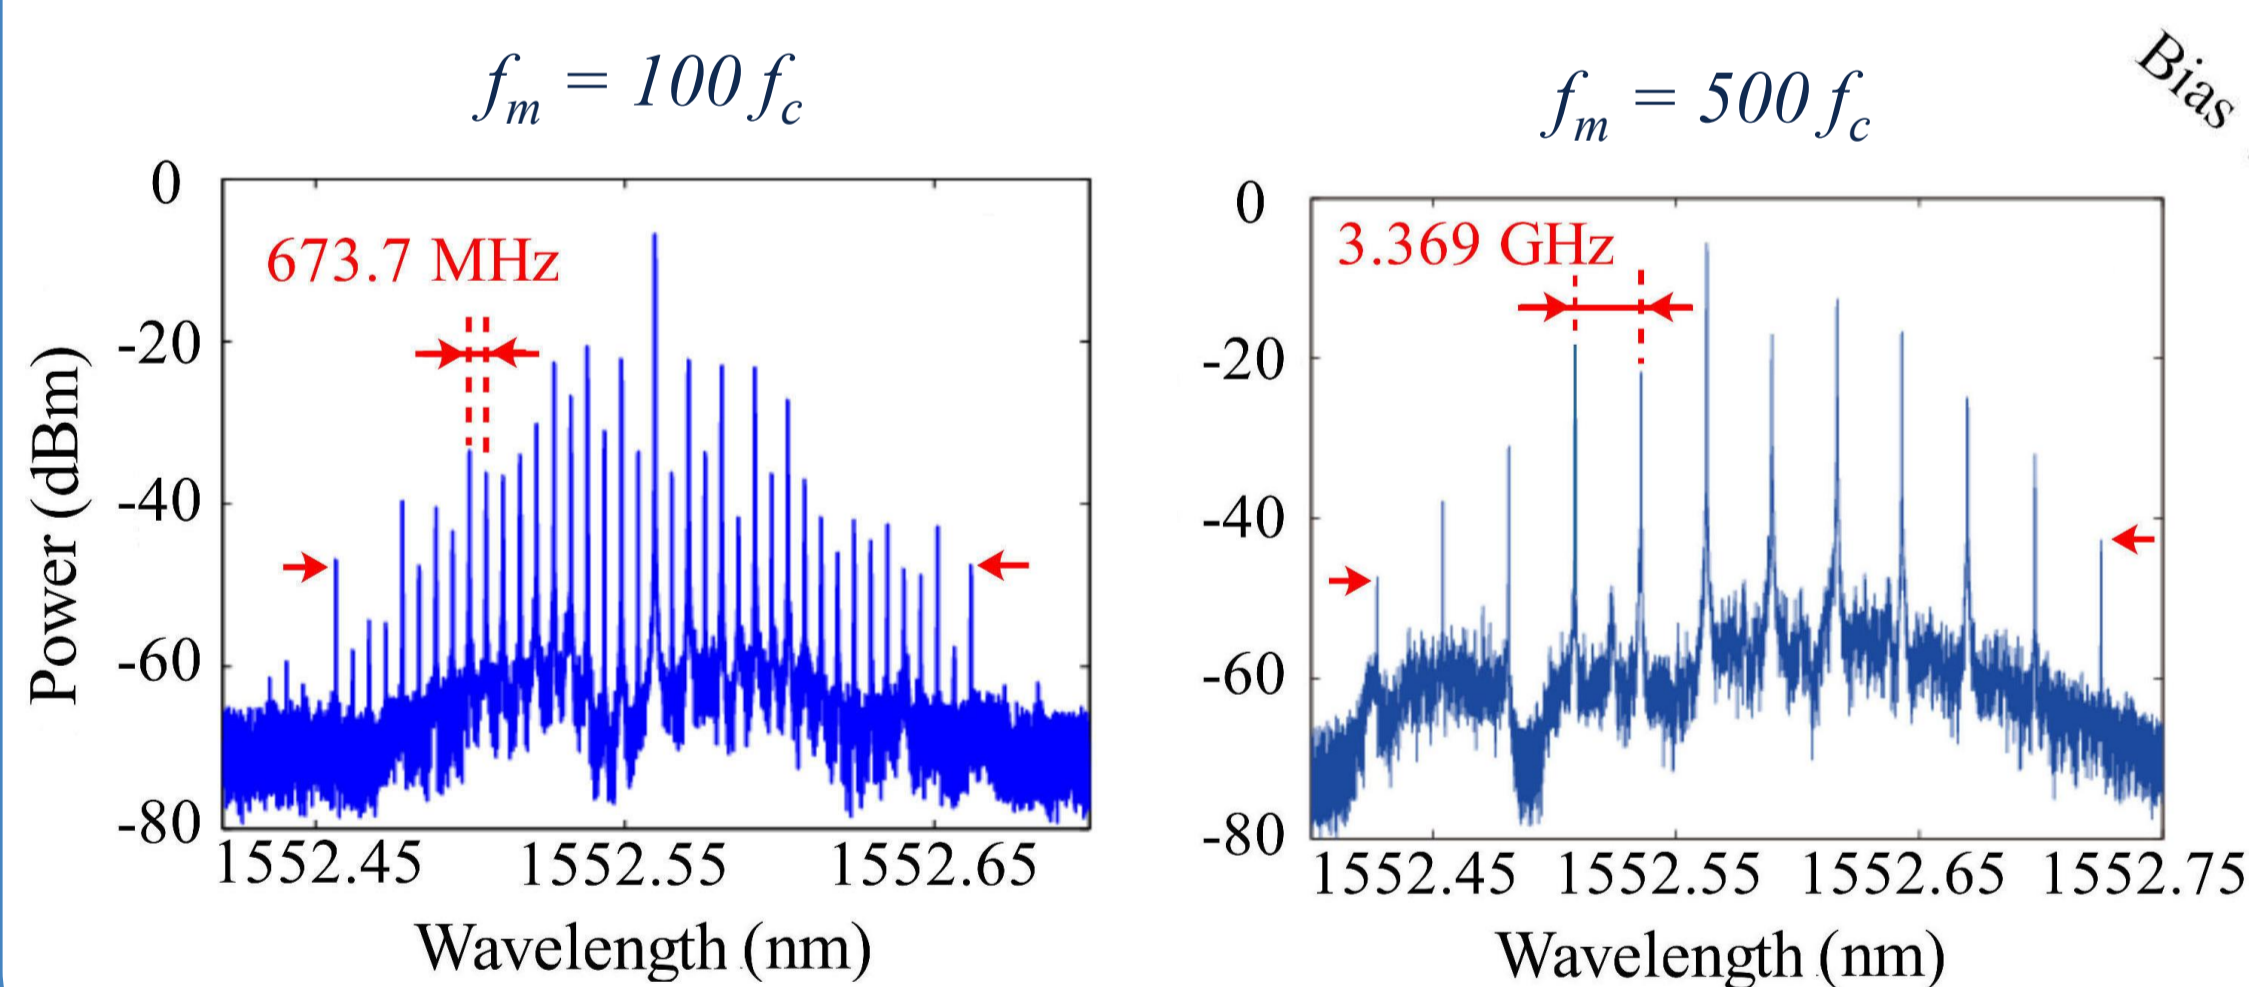 f_m = 100 f_c
0
-20
-40
-60
-80
673.7 MHz
Power (dBm)
1552.45 1552.55 1552.65
Wavelength (nm)
f_m = 500 f_c
Bias
0
-20
-40
-60
-80
3.369 GHz
1552.45 1552.55 1552.65 1552.75
Wavelength (nm)